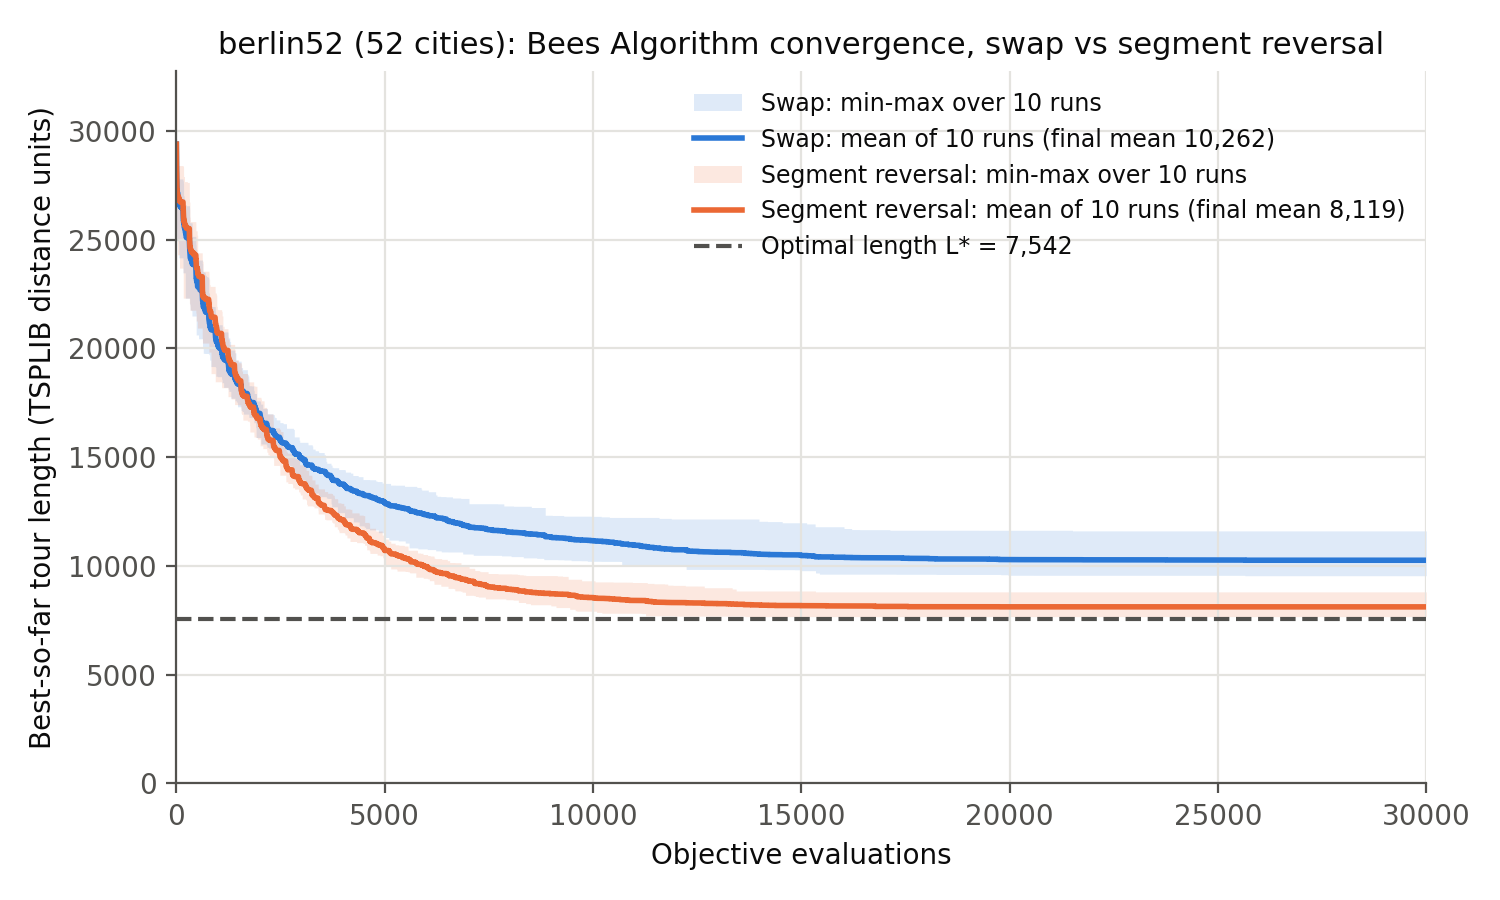 berlin52 (52 cities): Bees Algorithm convergence, swap vs segment reversal
Swap: min-max over 10 runs
Swap: mean of 10 runs (final mean 10,262)
Segment reversal: min-max over 10 runs
Segment reversal: mean of 10 runs (final mean 8,119)
Optimal length L* = 7,542
Best-so-far tour length (TSPLIB distance units)
30000
25000
20000
15000
10000
5000
0
0 5000 10000 15000 20000 25000 30000
Objective evaluations